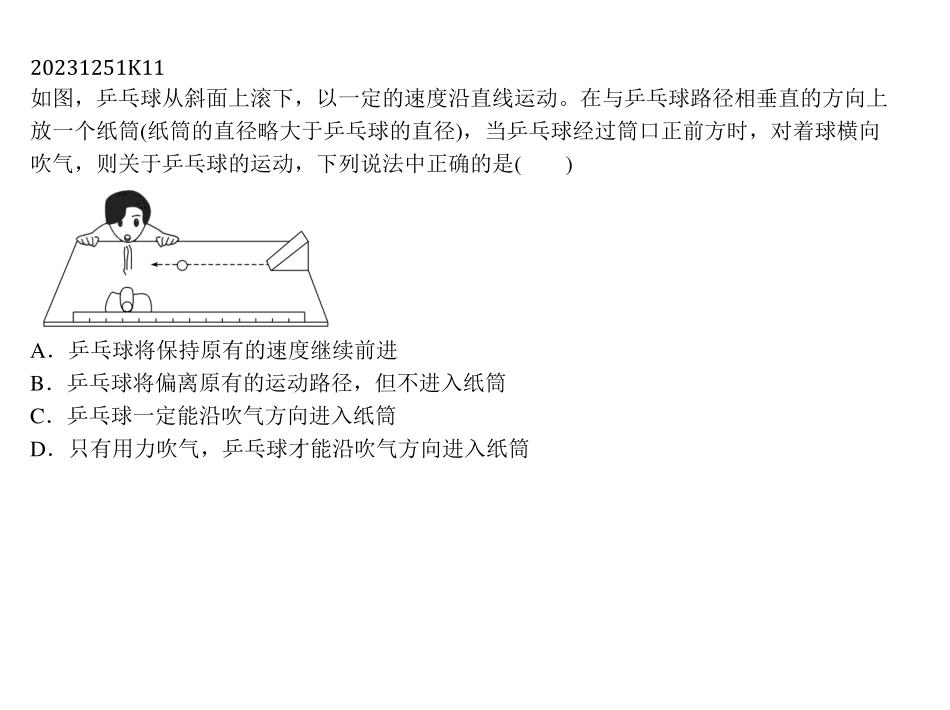 20231251K11
如图，乒乓球从斜面上滚下，以一定的速度沿直线运动。在与乒乓球路径相垂直的方向上
放一个纸筒(纸筒的直径略大于乒乓球的直径)，当乒乓球经过筒口正前方时，对着球横向
吹气，则关于乒乓球的运动，下列说法中正确的是(　　)
A．乒乓球将保持原有的速度继续前进
B．乒乓球将偏离原有的运动路径，但不进入纸筒
C．乒乓球一定能沿吹气方向进入纸筒
D．只有用力吹气，乒乓球才能沿吹气方向进入纸筒